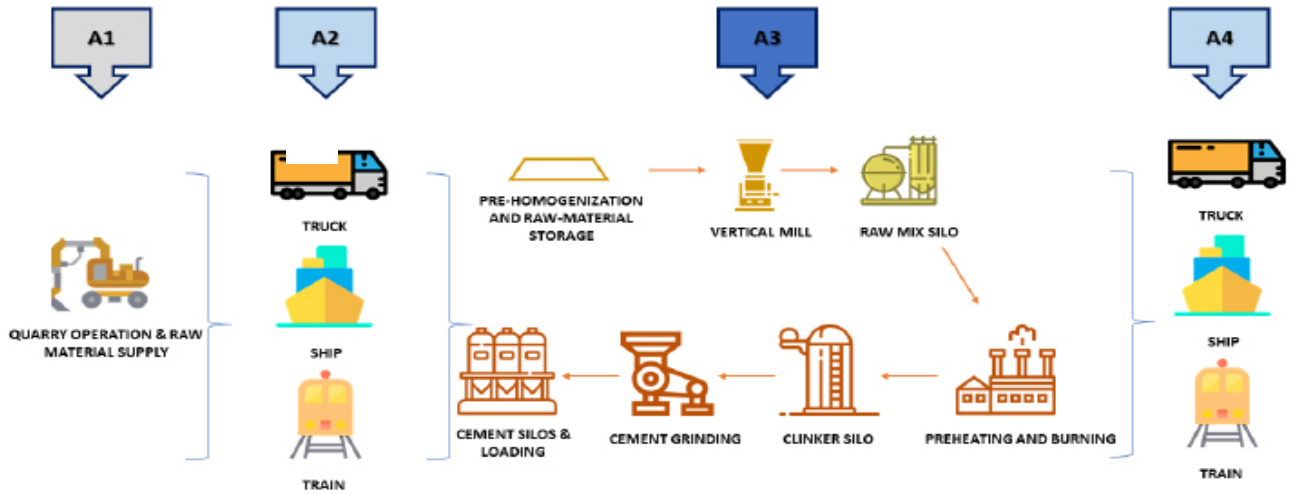 A1
A2
A3
A4
QUARRY OPERATION & RAW
MATERIAL SUPPLY
TRUCK
SHIP
TRAIN
PRE-HOMOGENIZATION
AND RAW-MATERIAL
STORAGE
VERTICAL MILL
RAW MIX SILO
PREHEATING AND BURNING
CLINKER SILO
CEMENT GRINDING
CEMENT SILOS &
LOADING
TRUCK
SHIP
TRAIN